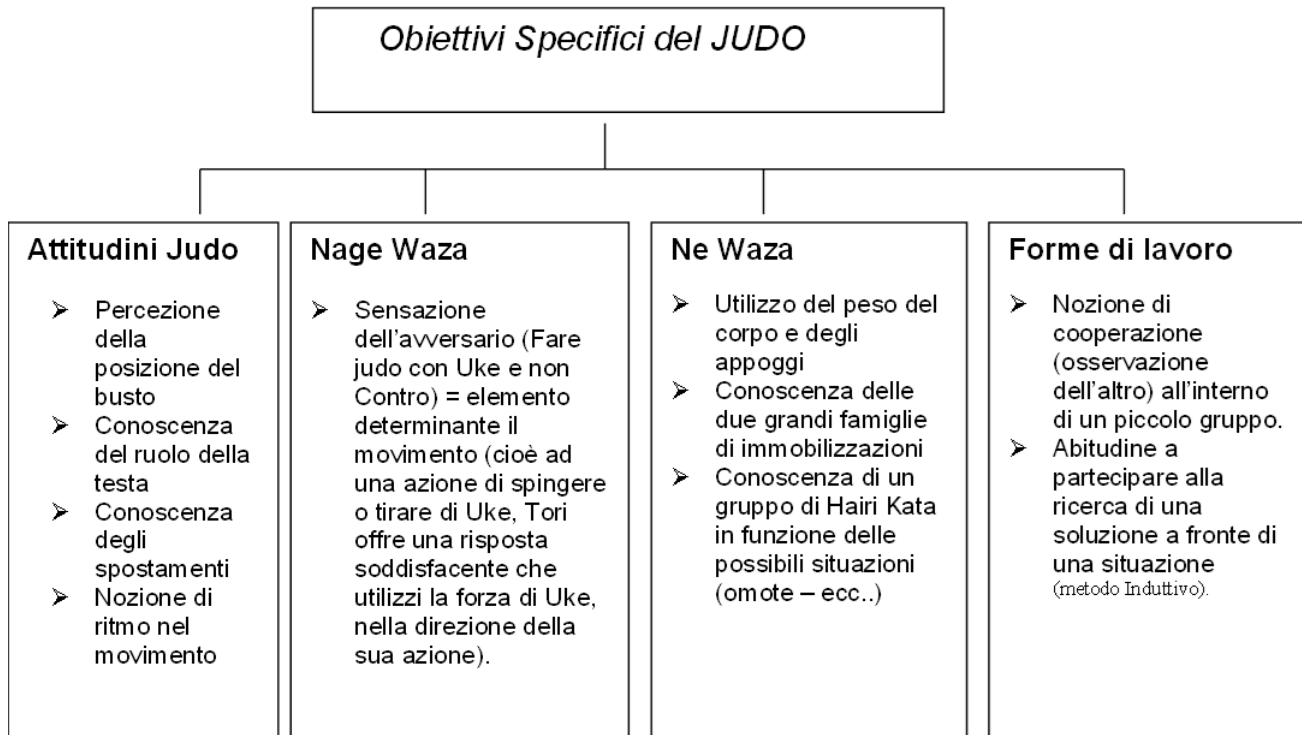 Obiettivi Specifici del JUDO
Attitudini Judo
➢ Percezione
della
posizione del
busto
➢ Conoscenza
del ruolo della
testa
➢ Conoscenza
degli
spostamenti
➢ Nozione di
ritmo nel
movimento
Nage Waza
➢ Sensazione
dell'avversario (Fare
judo con Uke e non
Contro) = elemento
determinante il
movimento (cioè ad
una azione di spingere
o tirare di Uke, Tori
offre una risposta
soddisfacente che
utilizzi la forza di Uke,
nella direzione della
sua azione).
Ne Waza
➢ Utilizzo del peso del
corpo e degli
appoggi
➢ Conoscenza delle
due grandi famiglie
di immobilizzazioni
➢ Conoscenza di un
gruppo di Hairi Kata
in funzione delle
possibili situazioni
(omote – ecc..)
Forme di lavoro
➢ Nozione di
cooperazione
(osservazione
dell'altro) all'interno
di un piccolo gruppo.
➢ Abitudine a
partecipare alla
ricerca di una
soluzione a fronte di
una situazione
(metodo Induttivo).